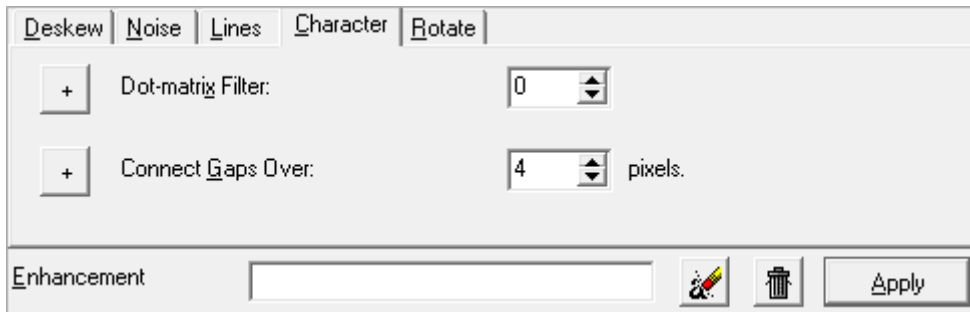 Deskew Noise Lines Character Rotate
+ Dot-matrix Filter: 0
+ Connect Gaps Over: 4 pixels.
Enhancement a Apply